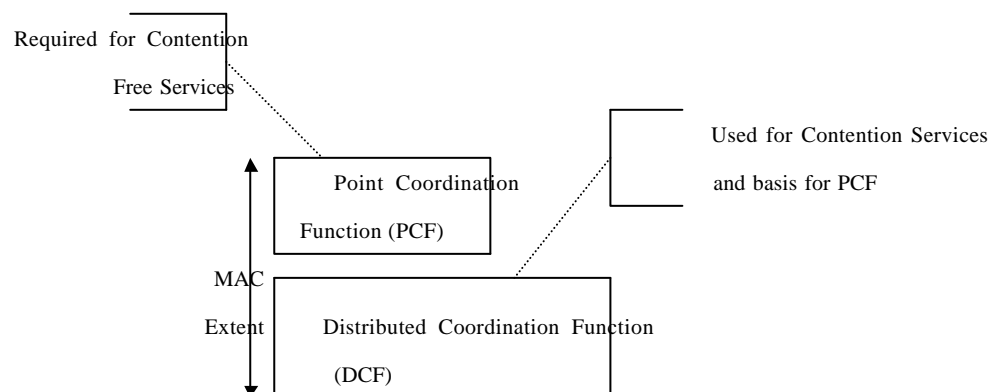 Required for Contention
Free Services
Used for Contention Services
and basis for PCF
Point Coordination
Function (PCF)
MAC
Extent
Distributed Coordination Function
(DCF)